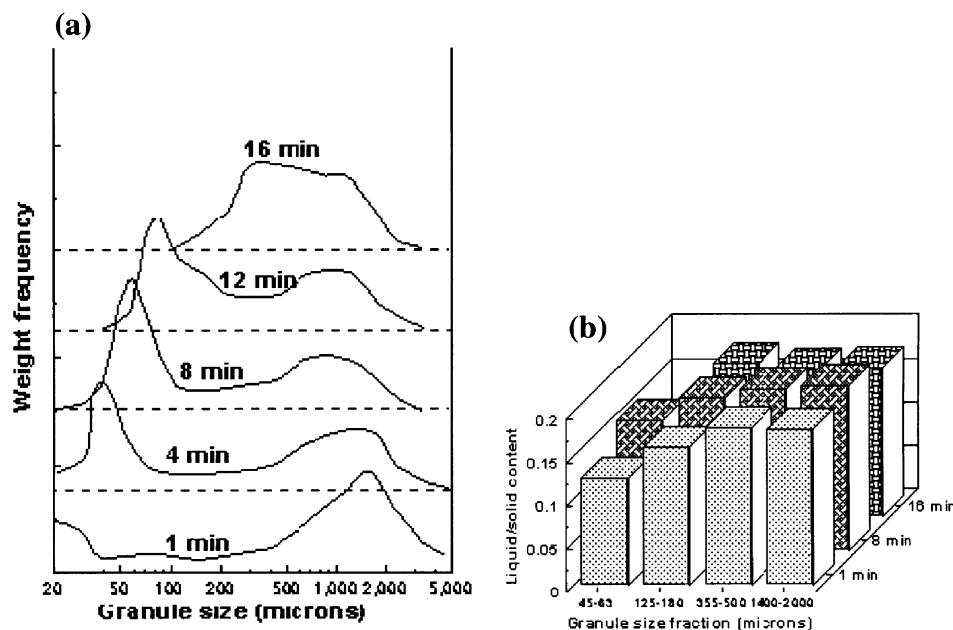 (a)
16 min
12 min
8 min
4 min
1 min
Weight frequency
20 50 100 200 500 1,000 2,000 5,000
Granule size (microns)
(b)
0.2
0.15
0.1
0.05
0
Liquid/solid content
16 min
8 min
1 min
45-63 125-180 355-500 1400-2000
Granule size fraction (microns)